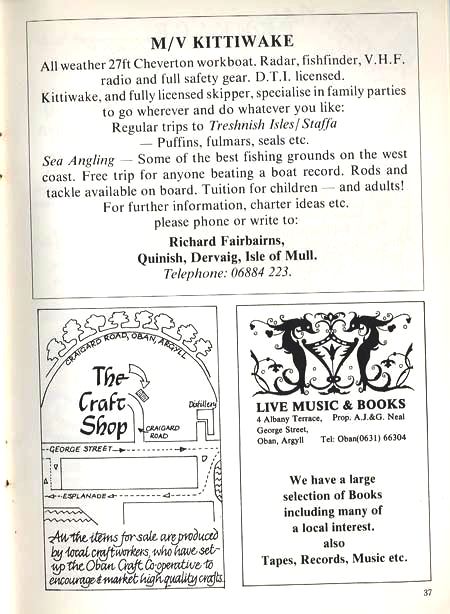 M/V KITTIWAKE
All weather 27ft Cheverton workboat. Radar, fishfinder, V.H.F.
radio and full safety gear. D.T.I. licensed.
Kittiwake, and fully licensed skipper, specialise in family parties
to go wherever and do whatever you like:
Regular trips to Treshnish Isles/Staffa
— Puffins, fulmars, seals etc.
Sea Angling — Some of the best fishing grounds on the west
coast. Free trip for anyone beating a boat record. Rods and
tackle available on board. Tuition for children — and adults!
For further information, charter ideas etc.
please phone or write to:
Richard Fairbairns,
Quinish, Dervaig, Isle of Mull.
Telephone: 06884 223.
CRAIGARD ROAD, OBAN, ARGYLL
The
Craft
Shop
Distillery
CRAIGARD
ROAD
GEORGE STREET
ESPLANADE
All the items for sale are produced
by local craftworkers, who have set-
up the Oban Craft Co-operative to
encourage & market high quality crafts.
LIVE MUSIC & BOOKS
4 Albany Terrace, Prop. A.J.&G. Neal
George Street,
Oban, Argyll Tel: Oban(0631) 66304
We have a large
selection of Books
including many of
a local interest.
also
Tapes, Records, Music etc.
37